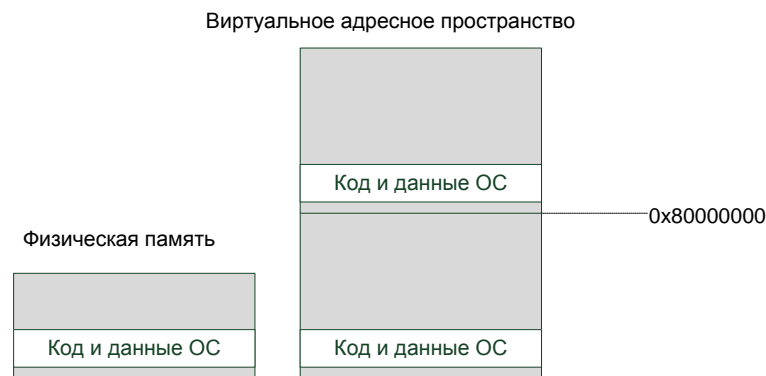 Виртуальное адресное пространство
Код и данные ОС
0x80000000
Физическая память
Код и данные ОС
Код и данные ОС